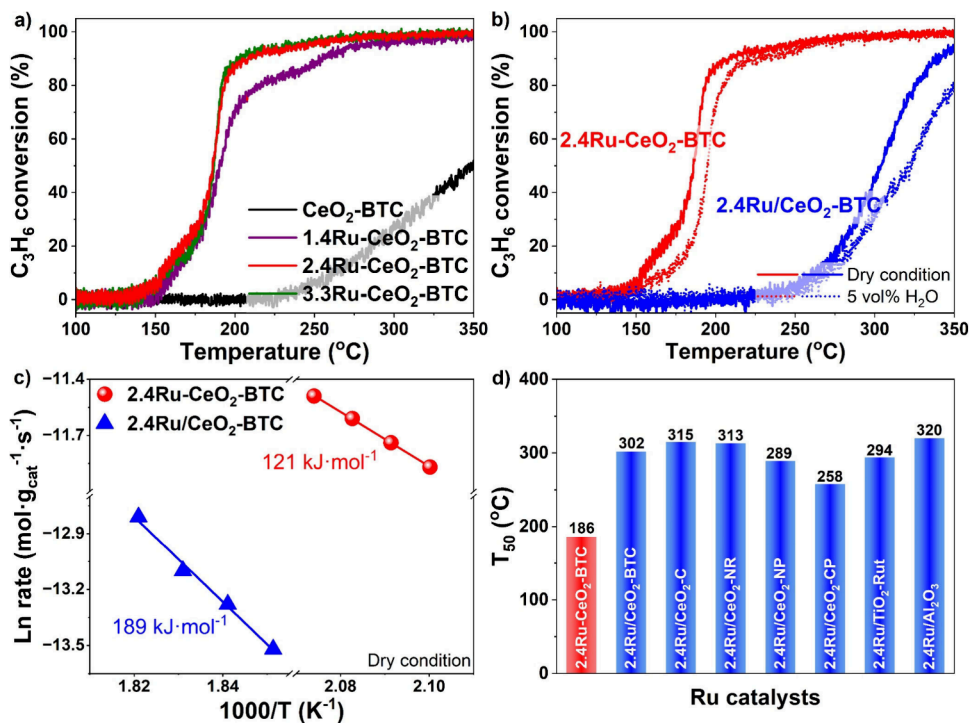 a)
C₃H₆ conversion (%)
100
80
60
40
20
0
CeO₂-BTC
1.4Ru-CeO₂-BTC
2.4Ru-CeO₂-BTC
3.3Ru-CeO₂-BTC
100 150 200 250 300 350
Temperature (°C)
b)
C₃H₆ conversion (%)
100
80
60
40
20
0
2.4Ru-CeO₂-BTC
2.4Ru/CeO₂-BTC
Dry condition
5 vol% H₂O
100 150 200 250 300 350
Temperature (°C)
c)
Ln rate (mol·g_cat⁻¹·s⁻¹)
−11.4
−11.7
−12.9
−13.2
−13.5
2.4Ru-CeO₂-BTC
2.4Ru/CeO₂-BTC
121 kJ·mol⁻¹
189 kJ·mol⁻¹
Dry condition
1.82 1.84 2.08 2.10
1000/T (K⁻¹)
d)
T₅₀ (°C)
400
300
200
100
0
186 302 315 313 289 258 294 320
2.4Ru-CeO₂-BTC
2.4Ru/CeO₂-BTC
2.4Ru/CeO₂-C
2.4Ru/CeO₂-NR
2.4Ru/CeO₂-NP
2.4Ru/CeO₂-CP
2.4Ru/TiO₂-Rut
2.4Ru/Al₂O₃
Ru catalysts